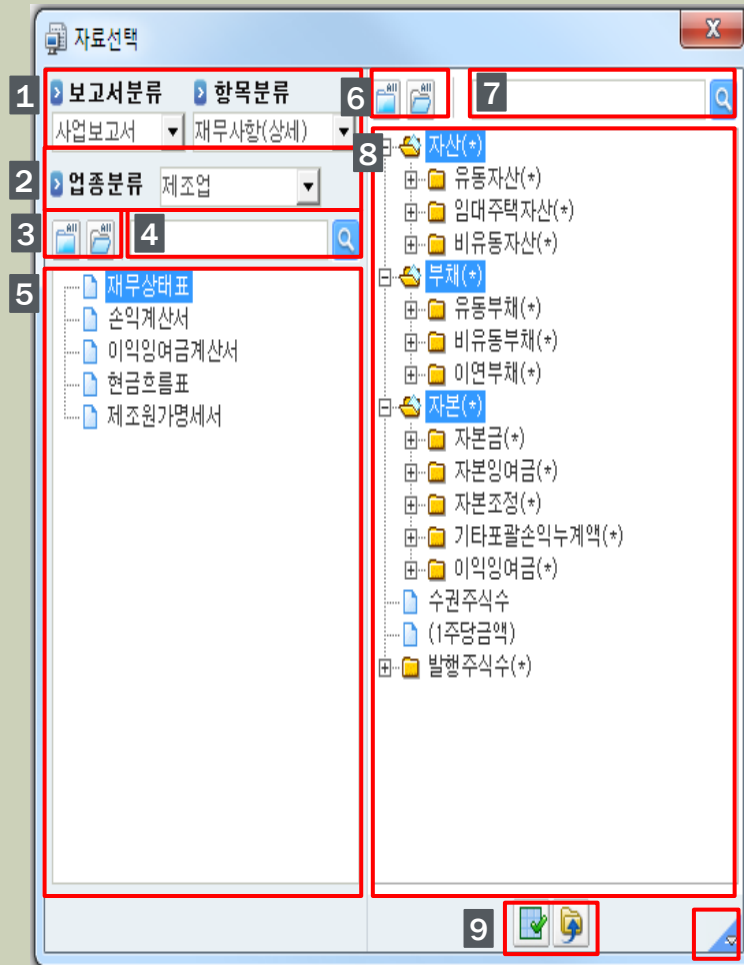 자료선택
X
1
보고서분류
항목분류
사업보고서
재무사항(상세)
2
업종분류
제조업
3
All
All
4
5
재무상태표
손익계산서
이익잉여금계산서
현금흐름표
제조원가명세서
6
All
All
7
8
자산(*)
유동자산(*)
임대주택자산(*)
비유동자산(*)
부채(*)
유동부채(*)
비유동부채(*)
이연부채(*)
자본(*)
자본금(*)
자본잉여금(*)
자본조정(*)
기타포괄손익누계액(*)
이익잉여금(*)
수권주식수
(1주당금액)
발행주식수(*)
9